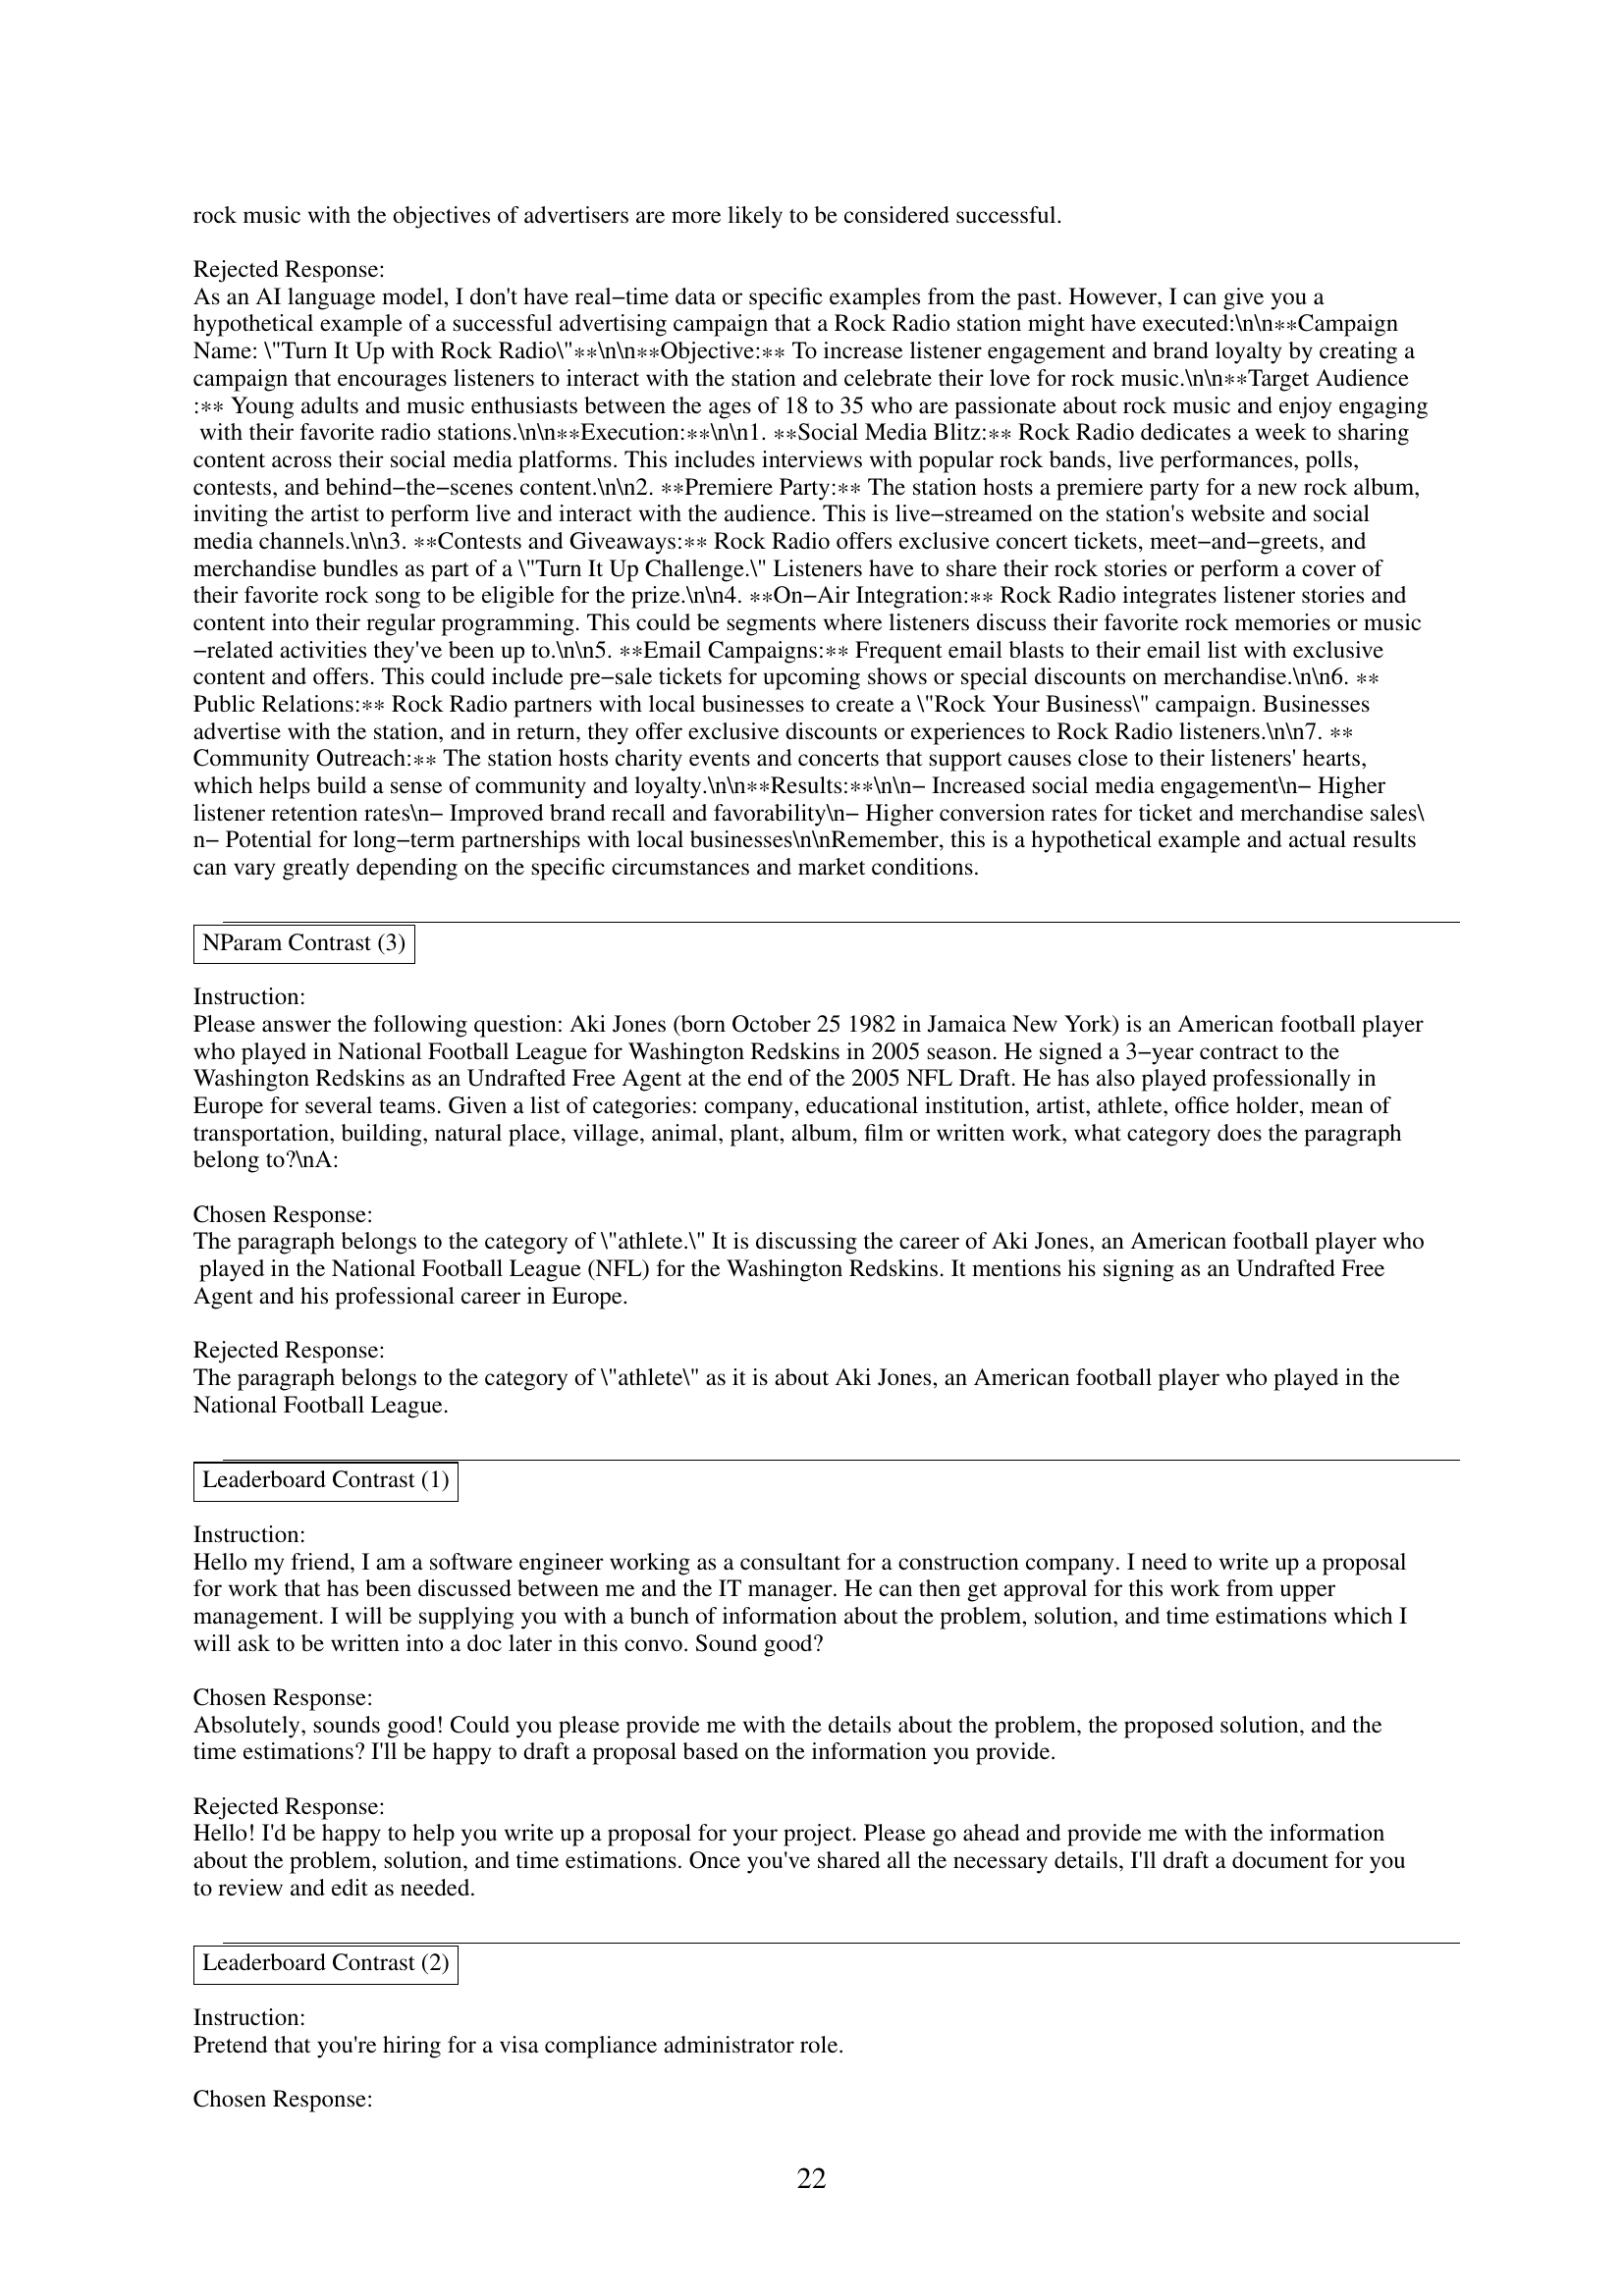 rock music with the objectives of advertisers are more likely to be considered successful.
Rejected Response:
As an AI language model, I don't have real−time data or specific examples from the past. However, I can give you a
hypothetical example of a successful advertising campaign that a Rock Radio station might have executed:\n\n∗∗Campaign
Name: \"Turn It Up with Rock Radio\"∗∗\n\n∗∗Objective:∗∗ To increase listener engagement and brand loyalty by creating a
campaign that encourages listeners to interact with the station and celebrate their love for rock music.\n\n∗∗Target Audience
:∗∗ Young adults and music enthusiasts between the ages of 18 to 35 who are passionate about rock music and enjoy engaging
with their favorite radio stations.\n\n∗∗Execution:∗∗\n\n1. ∗∗Social Media Blitz:∗∗ Rock Radio dedicates a week to sharing
content across their social media platforms. This includes interviews with popular rock bands, live performances, polls,
contests, and behind−the−scenes content.\n\n2. ∗∗Premiere Party:∗∗ The station hosts a premiere party for a new rock album,
inviting the artist to perform live and interact with the audience. This is live−streamed on the station's website and social
media channels.\n\n3. ∗∗Contests and Giveaways:∗∗ Rock Radio offers exclusive concert tickets, meet−and−greets, and
merchandise bundles as part of a \"Turn It Up Challenge.\" Listeners have to share their rock stories or perform a cover of
their favorite rock song to be eligible for the prize.\n\n4. ∗∗On−Air Integration:∗∗ Rock Radio integrates listener stories and
content into their regular programming. This could be segments where listeners discuss their favorite rock memories or music
−related activities they've been up to.\n\n5. ∗∗Email Campaigns:∗∗ Frequent email blasts to their email list with exclusive
content and offers. This could include pre−sale tickets for upcoming shows or special discounts on merchandise.\n\n6. ∗∗
Public Relations:∗∗ Rock Radio partners with local businesses to create a \"Rock Your Business\" campaign. Businesses
advertise with the station, and in return, they offer exclusive discounts or experiences to Rock Radio listeners.\n\n7. ∗∗
Community Outreach:∗∗ The station hosts charity events and concerts that support causes close to their listeners' hearts,
which helps build a sense of community and loyalty.\n\n∗∗Results:∗∗\n\n− Increased social media engagement\n− Higher
listener retention rates\n− Improved brand recall and favorability\n− Higher conversion rates for ticket and merchandise sales\
n− Potential for long−term partnerships with local businesses\n\nRemember, this is a hypothetical example and actual results
can vary greatly depending on the specific circumstances and market conditions.
NParam Contrast (3)
Instruction:
Please answer the following question: Aki Jones (born October 25 1982 in Jamaica New York) is an American football player
who played in National Football League for Washington Redskins in 2005 season. He signed a 3−year contract to the
Washington Redskins as an Undrafted Free Agent at the end of the 2005 NFL Draft. He has also played professionally in
Europe for several teams. Given a list of categories: company, educational institution, artist, athlete, office holder, mean of
transportation, building, natural place, village, animal, plant, album, film or written work, what category does the paragraph
belong to?\nA:
Chosen Response:
The paragraph belongs to the category of \"athlete.\" It is discussing the career of Aki Jones, an American football player who
played in the National Football League (NFL) for the Washington Redskins. It mentions his signing as an Undrafted Free
Agent and his professional career in Europe.
Rejected Response:
The paragraph belongs to the category of \"athlete\" as it is about Aki Jones, an American football player who played in the
National Football League.
Leaderboard Contrast (1)
Instruction:
Hello my friend, I am a software engineer working as a consultant for a construction company. I need to write up a proposal
for work that has been discussed between me and the IT manager. He can then get approval for this work from upper
management. I will be supplying you with a bunch of information about the problem, solution, and time estimations which I
will ask to be written into a doc later in this convo. Sound good?
Chosen Response:
Absolutely, sounds good! Could you please provide me with the details about the problem, the proposed solution, and the
time estimations? I'll be happy to draft a proposal based on the information you provide.
Rejected Response:
Hello! I'd be happy to help you write up a proposal for your project. Please go ahead and provide me with the information
about the problem, solution, and time estimations. Once you've shared all the necessary details, I'll draft a document for you
to review and edit as needed.
Leaderboard Contrast (2)
Instruction:
Pretend that you're hiring for a visa compliance administrator role.
Chosen Response:
22